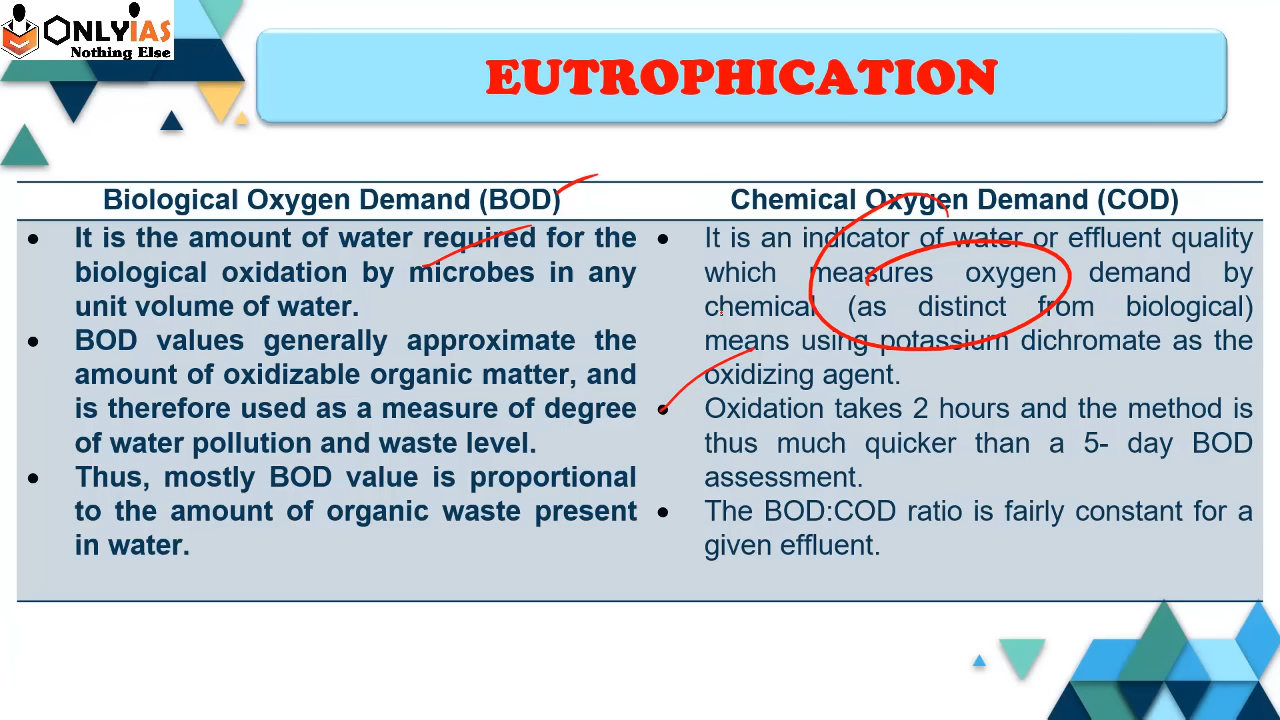 ONLYIAS
Nothing Else
EUTROPHICATION
Biological Oxygen Demand (BOD)
• It is the amount of water required for the
biological oxidation by microbes in any
unit volume of water.
• BOD values generally approximate the
amount of oxidizable organic matter, and
is therefore used as a measure of degree
of water pollution and waste level.
• Thus, mostly BOD value is proportional
to the amount of organic waste present
in water.
Chemical Oxygen Demand (COD)
• It is an indicator of water or effluent quality
which measures oxygen demand by
chemical (as distinct from biological)
means using potassium dichromate as the
oxidizing agent.
• Oxidation takes 2 hours and the method is
thus much quicker than a 5- day BOD
assessment.
• The BOD:COD ratio is fairly constant for a
given effluent.